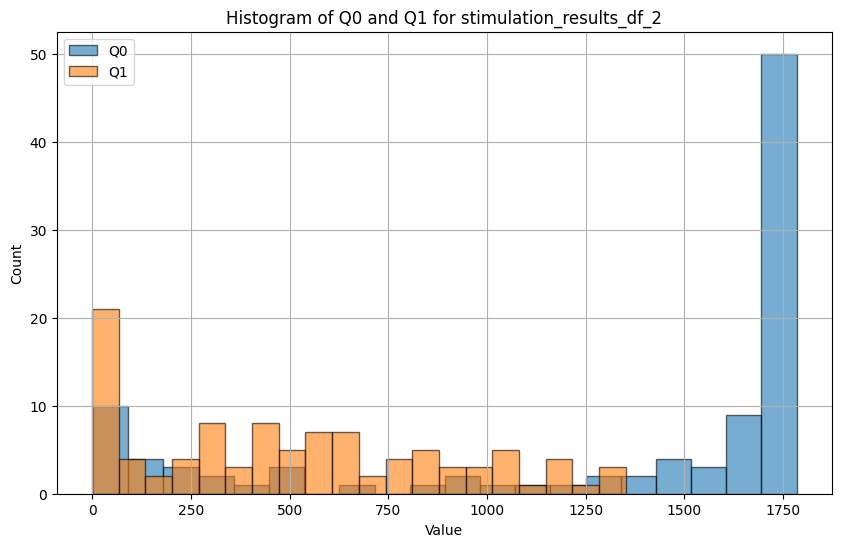 Histogram of Q0 and Q1 for stimulation_results_df_2
Q0
Q1
50
40
30
20
10
0
Count
0 250 500 750 1000 1250 1500 1750
Value